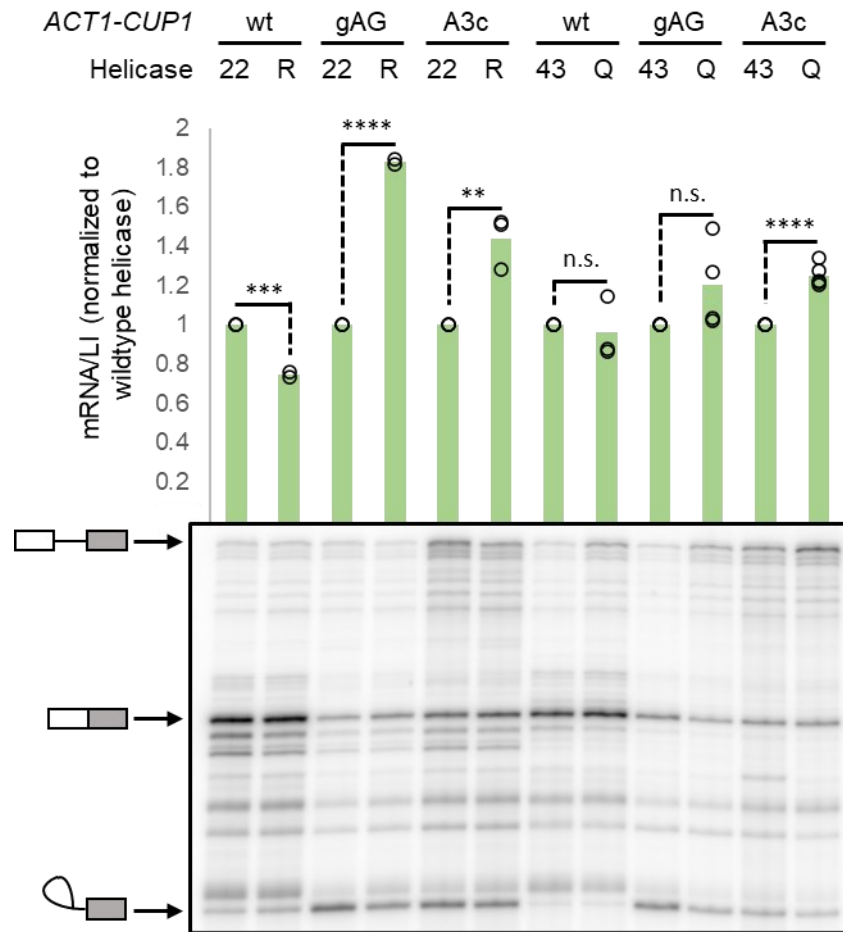 ACT1-CUP1 wt gAG A3c wt gAG A3c
Helicase 22 R 22 R 22 R 43 Q 43 Q 43 Q
mRNA/LI (normalized to
wildtype helicase)
2
1.8
1.6
1.4
1.2
1
0.8
0.6
0.4
0.2
***
****
**
n.s.
n.s.
****